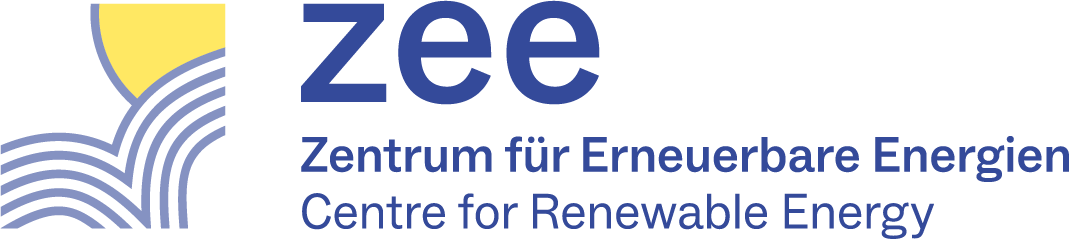 zee
Zentrum für Erneuerbare Energien
Centre for Renewable Energy